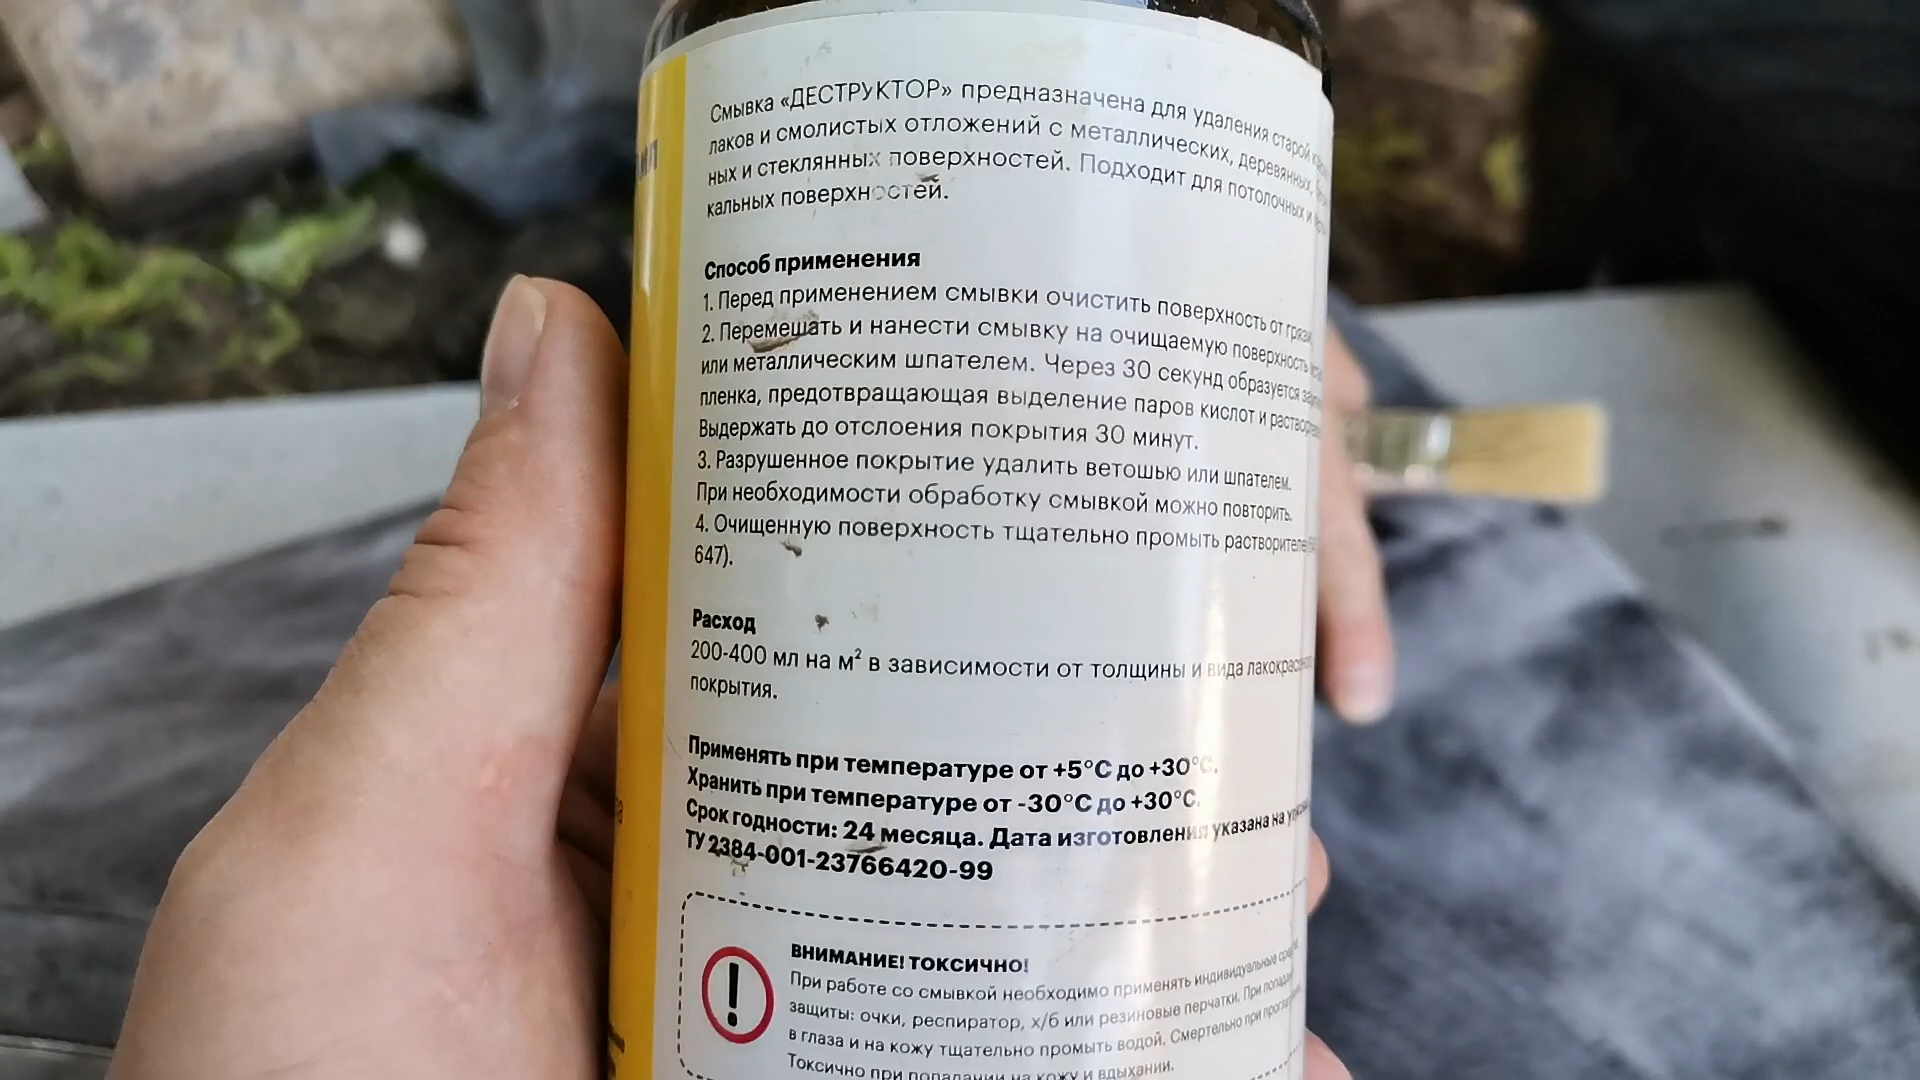 мл
Смывка «ДЕСТРУКТОР» предназначена для удаления старой
лаков и смолистых отложений с металлических, деревянных,
ных и стеклянных поверхностей. Подходит для потолочных и
кальных поверхностей.
Способ применения
1. Перед применением смывки очистить поверхность от грязи
2. Перемешать и нанести смывку на очищаемую поверхность
или металлическим шпателем. Через 30 секунд образуется
пленка, предотвращающая выделение паров кислот и
Выдержать до отслоения покрытия 30 минут.
3. Разрушенное покрытие удалить ветошью или шпателем.
При необходимости обработку смывкой можно повторить.
4. Очищенную поверхность тщательно промыть
647).
Расход
200-400 мл на м² в зависимости от толщины и вида
покрытия.
Применять при температуре от +5°С до +30°С.
Хранить при температуре от -30°С до +30°С.
Срок годности: 24 месяца. Дата изготовления указана на
ТУ 2384-001-23766420-99
ВНИМАНИЕ! ТОКСИЧНО!
При работе со смывкой необходимо применять индивидуальные
защиты: очки, респиратор, х/б или резиновые перчатки. При
в глаза и на кожу тщательно промыть водой. Смертельно при
Токсично при попадании на кожу и вдыхании.